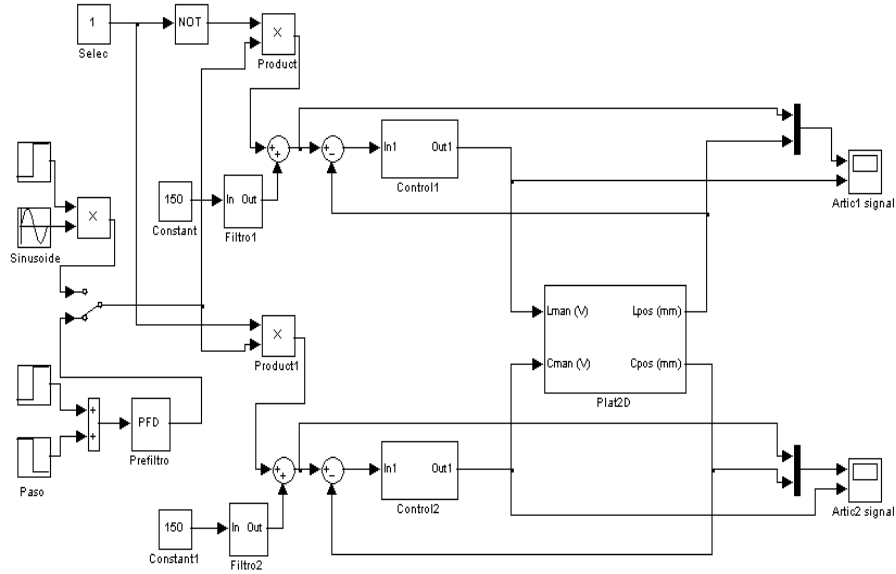 1
Selec
NOT
X
Product
+
+
+
−
In1 Out1
Control1
150
Constant
In Out
Filtro1
Artic1 signal
X
Sinusoide
X
Product1
Lman (V) Lpos (mm)
Cman (V) Cpos (mm)
Plat2D
+
+
PFD
Prefiltro
Paso
+
+
+
−
In1 Out1
Control2
150
Constant1
In Out
Filtro2
Artic2 signal